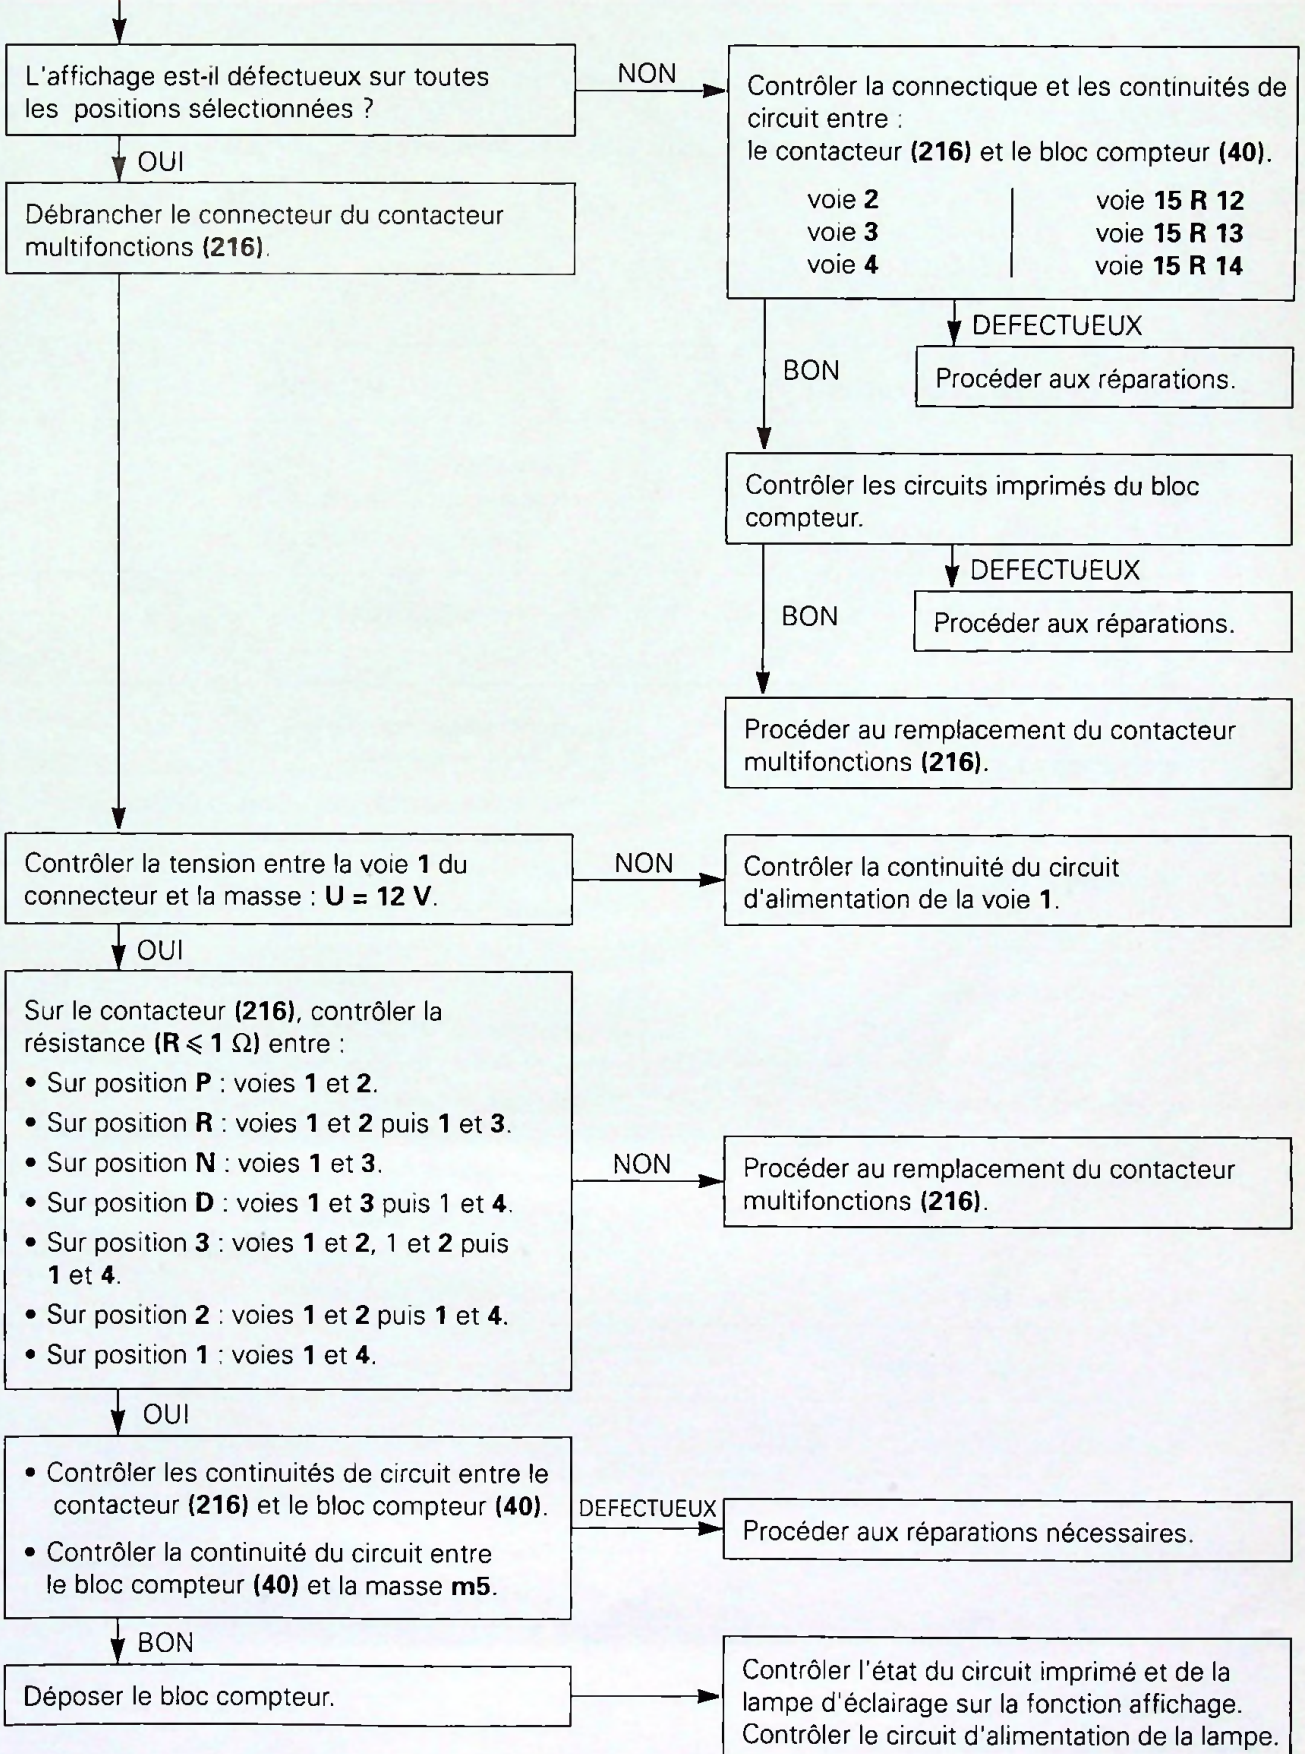 L'affichage est-il défectueux sur toutes
les positions sélectionnées ?
NON
Contrôler la connectique et les continuités de
circuit entre :
le contacteur (216) et le bloc compteur (40).
voie 2
voie 15 R 12
voie 3
voie 15 R 13
voie 4
voie 15 R 14
OUI
Débrancher le connecteur du contacteur
multifonctions (216).
DEFECTUEUX
BON
Procéder aux réparations.
Contrôler les circuits imprimés du bloc
compteur.
DEFECTUEUX
BON
Procéder aux réparations.
Procéder au remplacement du contacteur
multifonctions (216).
Contrôler la tension entre la voie 1 du
connecteur et la masse : U = 12 V.
NON
Contrôler la continuité du circuit
d'alimentation de la voie 1.
OUI
Sur le contacteur (216), contrôler la
résistance (R ⩽ 1 Ω) entre :
• Sur position P : voies 1 et 2.
• Sur position R : voies 1 et 2 puis 1 et 3.
• Sur position N : voies 1 et 3.
• Sur position D : voies 1 et 3 puis 1 et 4.
• Sur position 3 : voies 1 et 2, 1 et 2 puis
1 et 4.
• Sur position 2 : voies 1 et 2 puis 1 et 4.
• Sur position 1 : voies 1 et 4.
NON
Procéder au remplacement du contacteur
multifonctions (216).
OUI
• Contrôler les continuités de circuit entre le
contacteur (216) et le bloc compteur (40).
• Contrôler la continuité du circuit entre
le bloc compteur (40) et la masse m5.
DEFECTUEUX
Procéder aux réparations nécessaires.
BON
Déposer le bloc compteur.
Contrôler l'état du circuit imprimé et de la
lampe d'éclairage sur la fonction affichage.
Contrôler le circuit d'alimentation de la lampe.